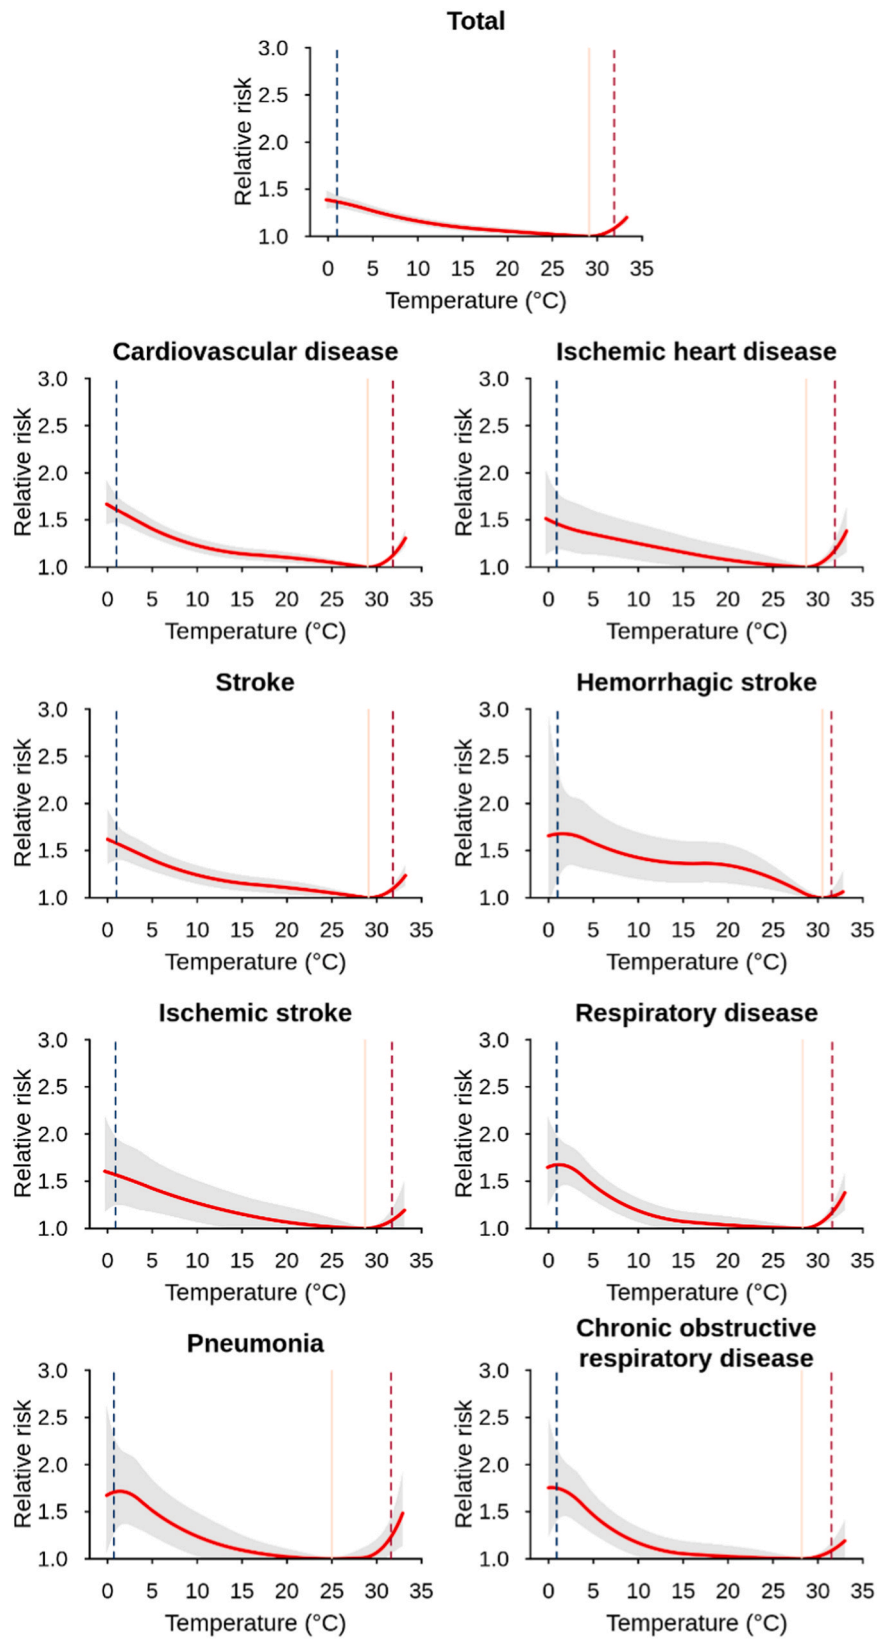 Total
Relative risk
3.0
2.5
2.0
1.5
1.0
0 5 10 15 20 25 30 35
Temperature (°C)
Cardiovascular disease
Relative risk
3.0
2.5
2.0
1.5
1.0
0 5 10 15 20 25 30 35
Temperature (°C)
Ischemic heart disease
Relative risk
3.0
2.5
2.0
1.5
1.0
0 5 10 15 20 25 30 35
Temperature (°C)
Stroke
Relative risk
3.0
2.5
2.0
1.5
1.0
0 5 10 15 20 25 30 35
Temperature (°C)
Hemorrhagic stroke
Relative risk
3.0
2.5
2.0
1.5
1.0
0 5 10 15 20 25 30 35
Temperature (°C)
Ischemic stroke
Relative risk
3.0
2.5
2.0
1.5
1.0
0 5 10 15 20 25 30 35
Temperature (°C)
Respiratory disease
Relative risk
3.0
2.5
2.0
1.5
1.0
0 5 10 15 20 25 30 35
Temperature (°C)
Pneumonia
Relative risk
3.0
2.5
2.0
1.5
1.0
0 5 10 15 20 25 30 35
Temperature (°C)
Chronic obstructive
respiratory disease
Relative risk
3.0
2.5
2.0
1.5
1.0
0 5 10 15 20 25 30 35
Temperature (°C)